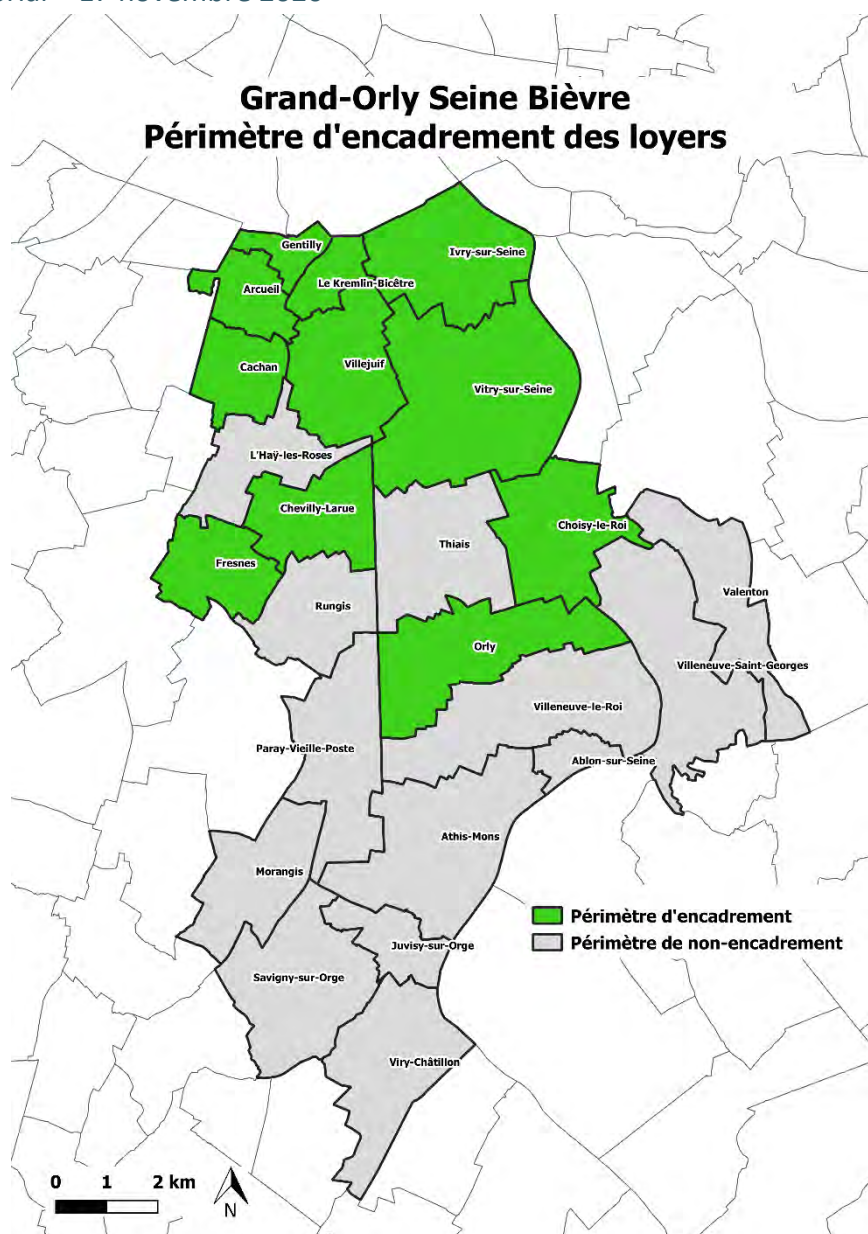 novembre 2020
Grand-Orly Seine Bièvre
Périmètre d'encadrement des loyers
Gentilly
Ivry-sur-Seine
Le Kremlin-Bicêtre
Arcueil
Cachan
Villejuif
Vitry-sur-Seine
L'Haÿ-les-Roses
Chevilly-Larue
Choisy-le-Roi
Thiais
Fresnes
Valenton
Rungis
Orly
Villeneuve-Saint-Georges
Villeneuve-le-Roi
Paray-Vieille-Poste
Ablon-sur-Seine
Athis-Mons
Morangis
Périmètre d'encadrement
Périmètre de non-encadrement
Juvisy-sur-Orge
Savigny-sur-Orge
Viry-Châtillon
0 1 2 km
N